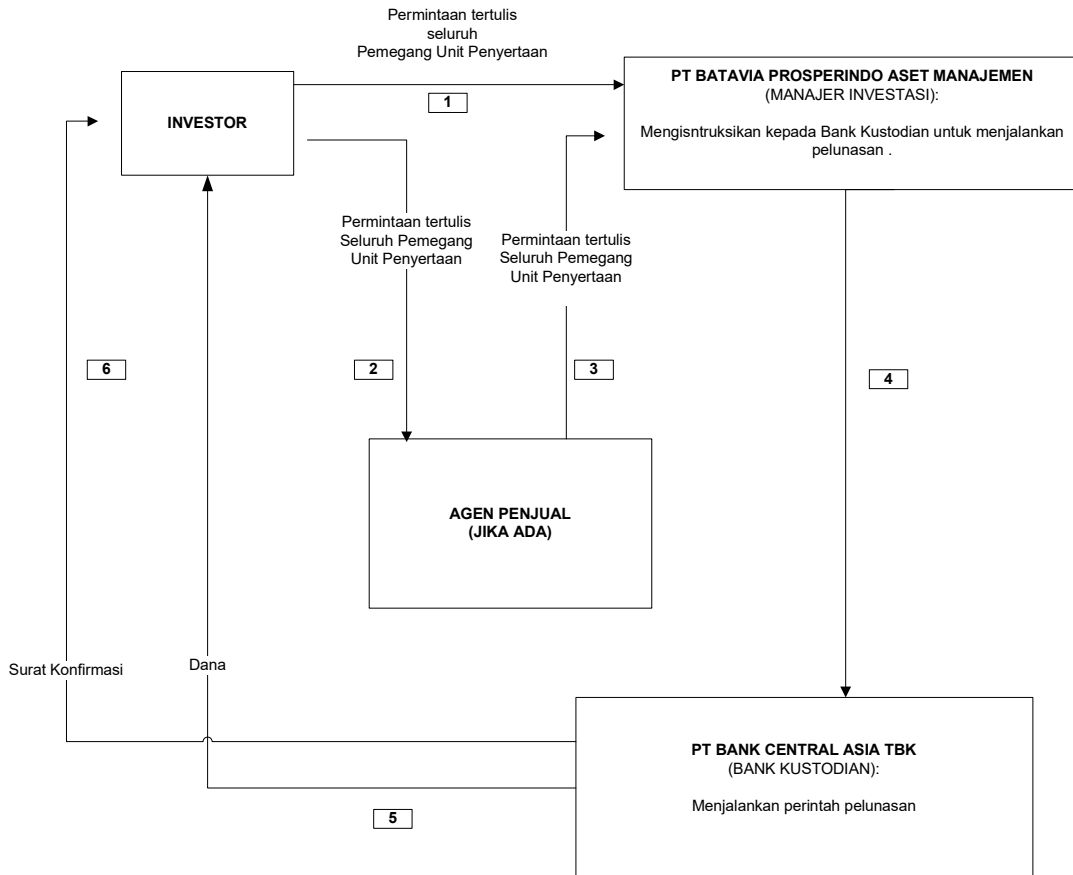 Permintaan tertulis
seluruh
Pemegang Unit Penyertaan
1
INVESTOR
PT BATAVIA PROSPERINDO ASET MANAJEMEN
(MANAJER INVESTASI):
Mengisntruksikan kepada Bank Kustodian untuk menjalankan
pelunasan .
Permintaan tertulis
Seluruh Pemegang
Unit Penyertaan
Permintaan tertulis
Seluruh Pemegang
Unit Penyertaan
6
2
3
4
AGEN PENJUAL
(JIKA ADA)
Surat Konfirmasi
Dana
PT BANK CENTRAL ASIA TBK
(BANK KUSTODIAN):
Menjalankan perintah pelunasan
5